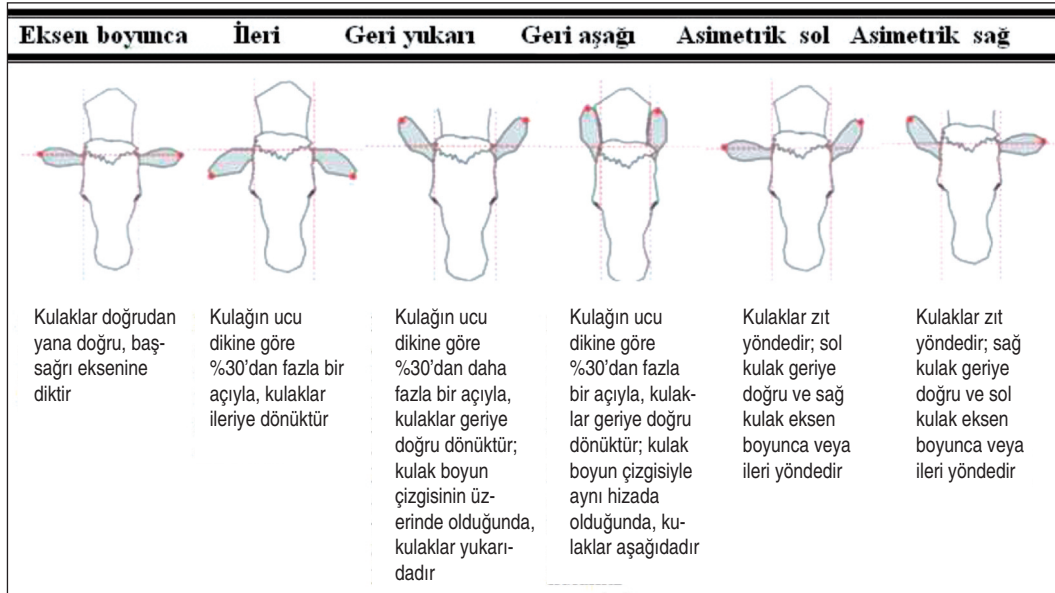 Eksen boyunca İleri Geri yukarı Geri aşağı Asimetrik sol Asimetrik sağ
Kulaklar doğrudan
yana doğru, baş-
sağrı eksenine
diktir
Kulağın ucu
dikine göre
%30’dan fazla bir
açıyla, kulaklar
ileriye dönüktür
Kulağın ucu
dikine göre
%30’dan daha
fazla bir açıyla,
kulaklar geriye
doğru dönüktür;
kulak boyun
çizgisinin üz-
erinde olduğunda,
kulaklar yukarı-
dadır
Kulağın ucu
dikine göre
%30’dan fazla
bir açıyla, kulak-
lar geriye doğru
dönüktür; kulak
boyun çizgisiyle
aynı hizada
olduğunda, ku-
laklar aşağıdadır
Kulaklar zıt
yöndedir; sol
kulak geriye
doğru ve sağ
kulak eksen
boyunca veya
ileri yöndedir
Kulaklar zıt
yöndedir; sağ
kulak geriye
doğru ve sol
kulak eksen
boyunca veya
ileri yöndedir